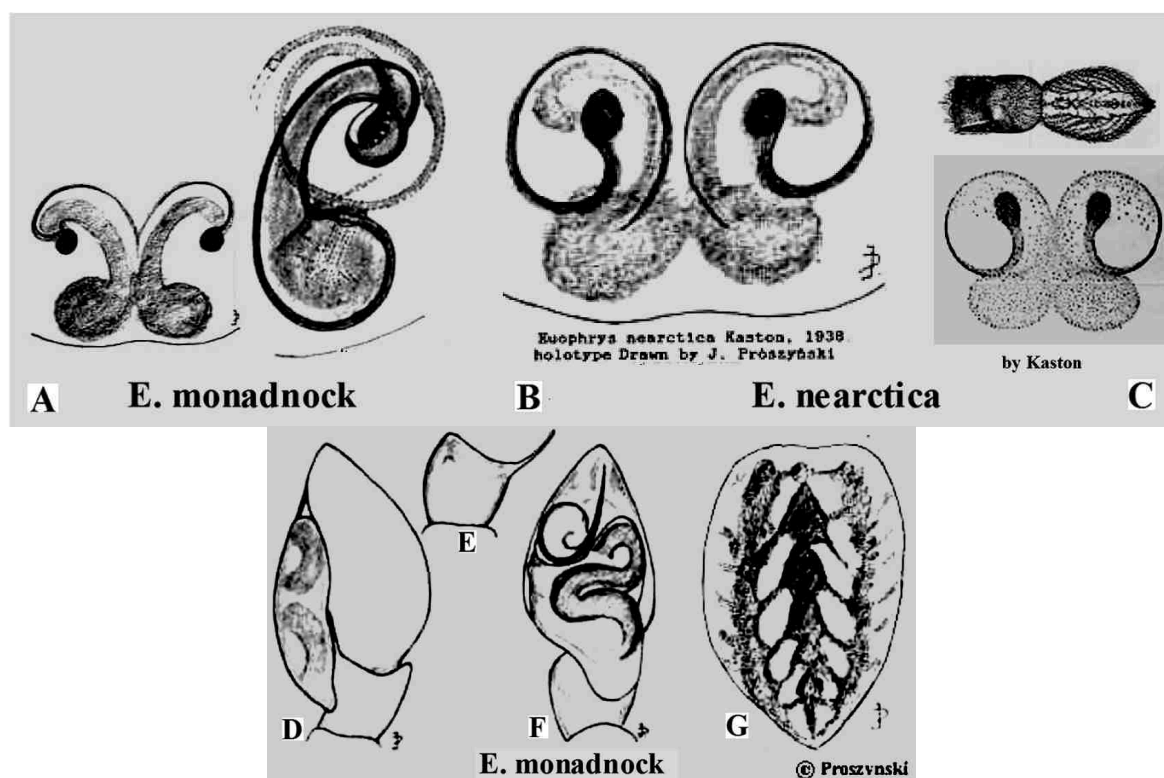 A
E. monadnock
B
Euophrys nearctica Kaston, 1938
holotype Drawn by J. Prószyński
E. nearctica
by Kaston
C
D
E
F
G
E. monadnock
© Proszynski